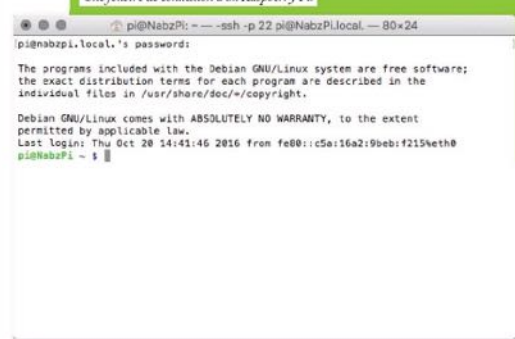 pi@NabzPi: ~ — -ssh -p 22 pi@NabzPi.local. — 80×24
pi@nabzpi.local.'s password:
The programs included with the Debian GNU/Linux system are free software;
the exact distribution terms for each program are described in the
individual files in /usr/share/doc/*/copyright.
Debian GNU/Linux comes with ABSOLUTELY NO WARRANTY, to the extent
permitted by applicable law.
Last login: Thu Oct 20 14:41:46 2016 from fe80::c5a:16a2:9beb:f215%eth0
pi@NabzPi ~ $